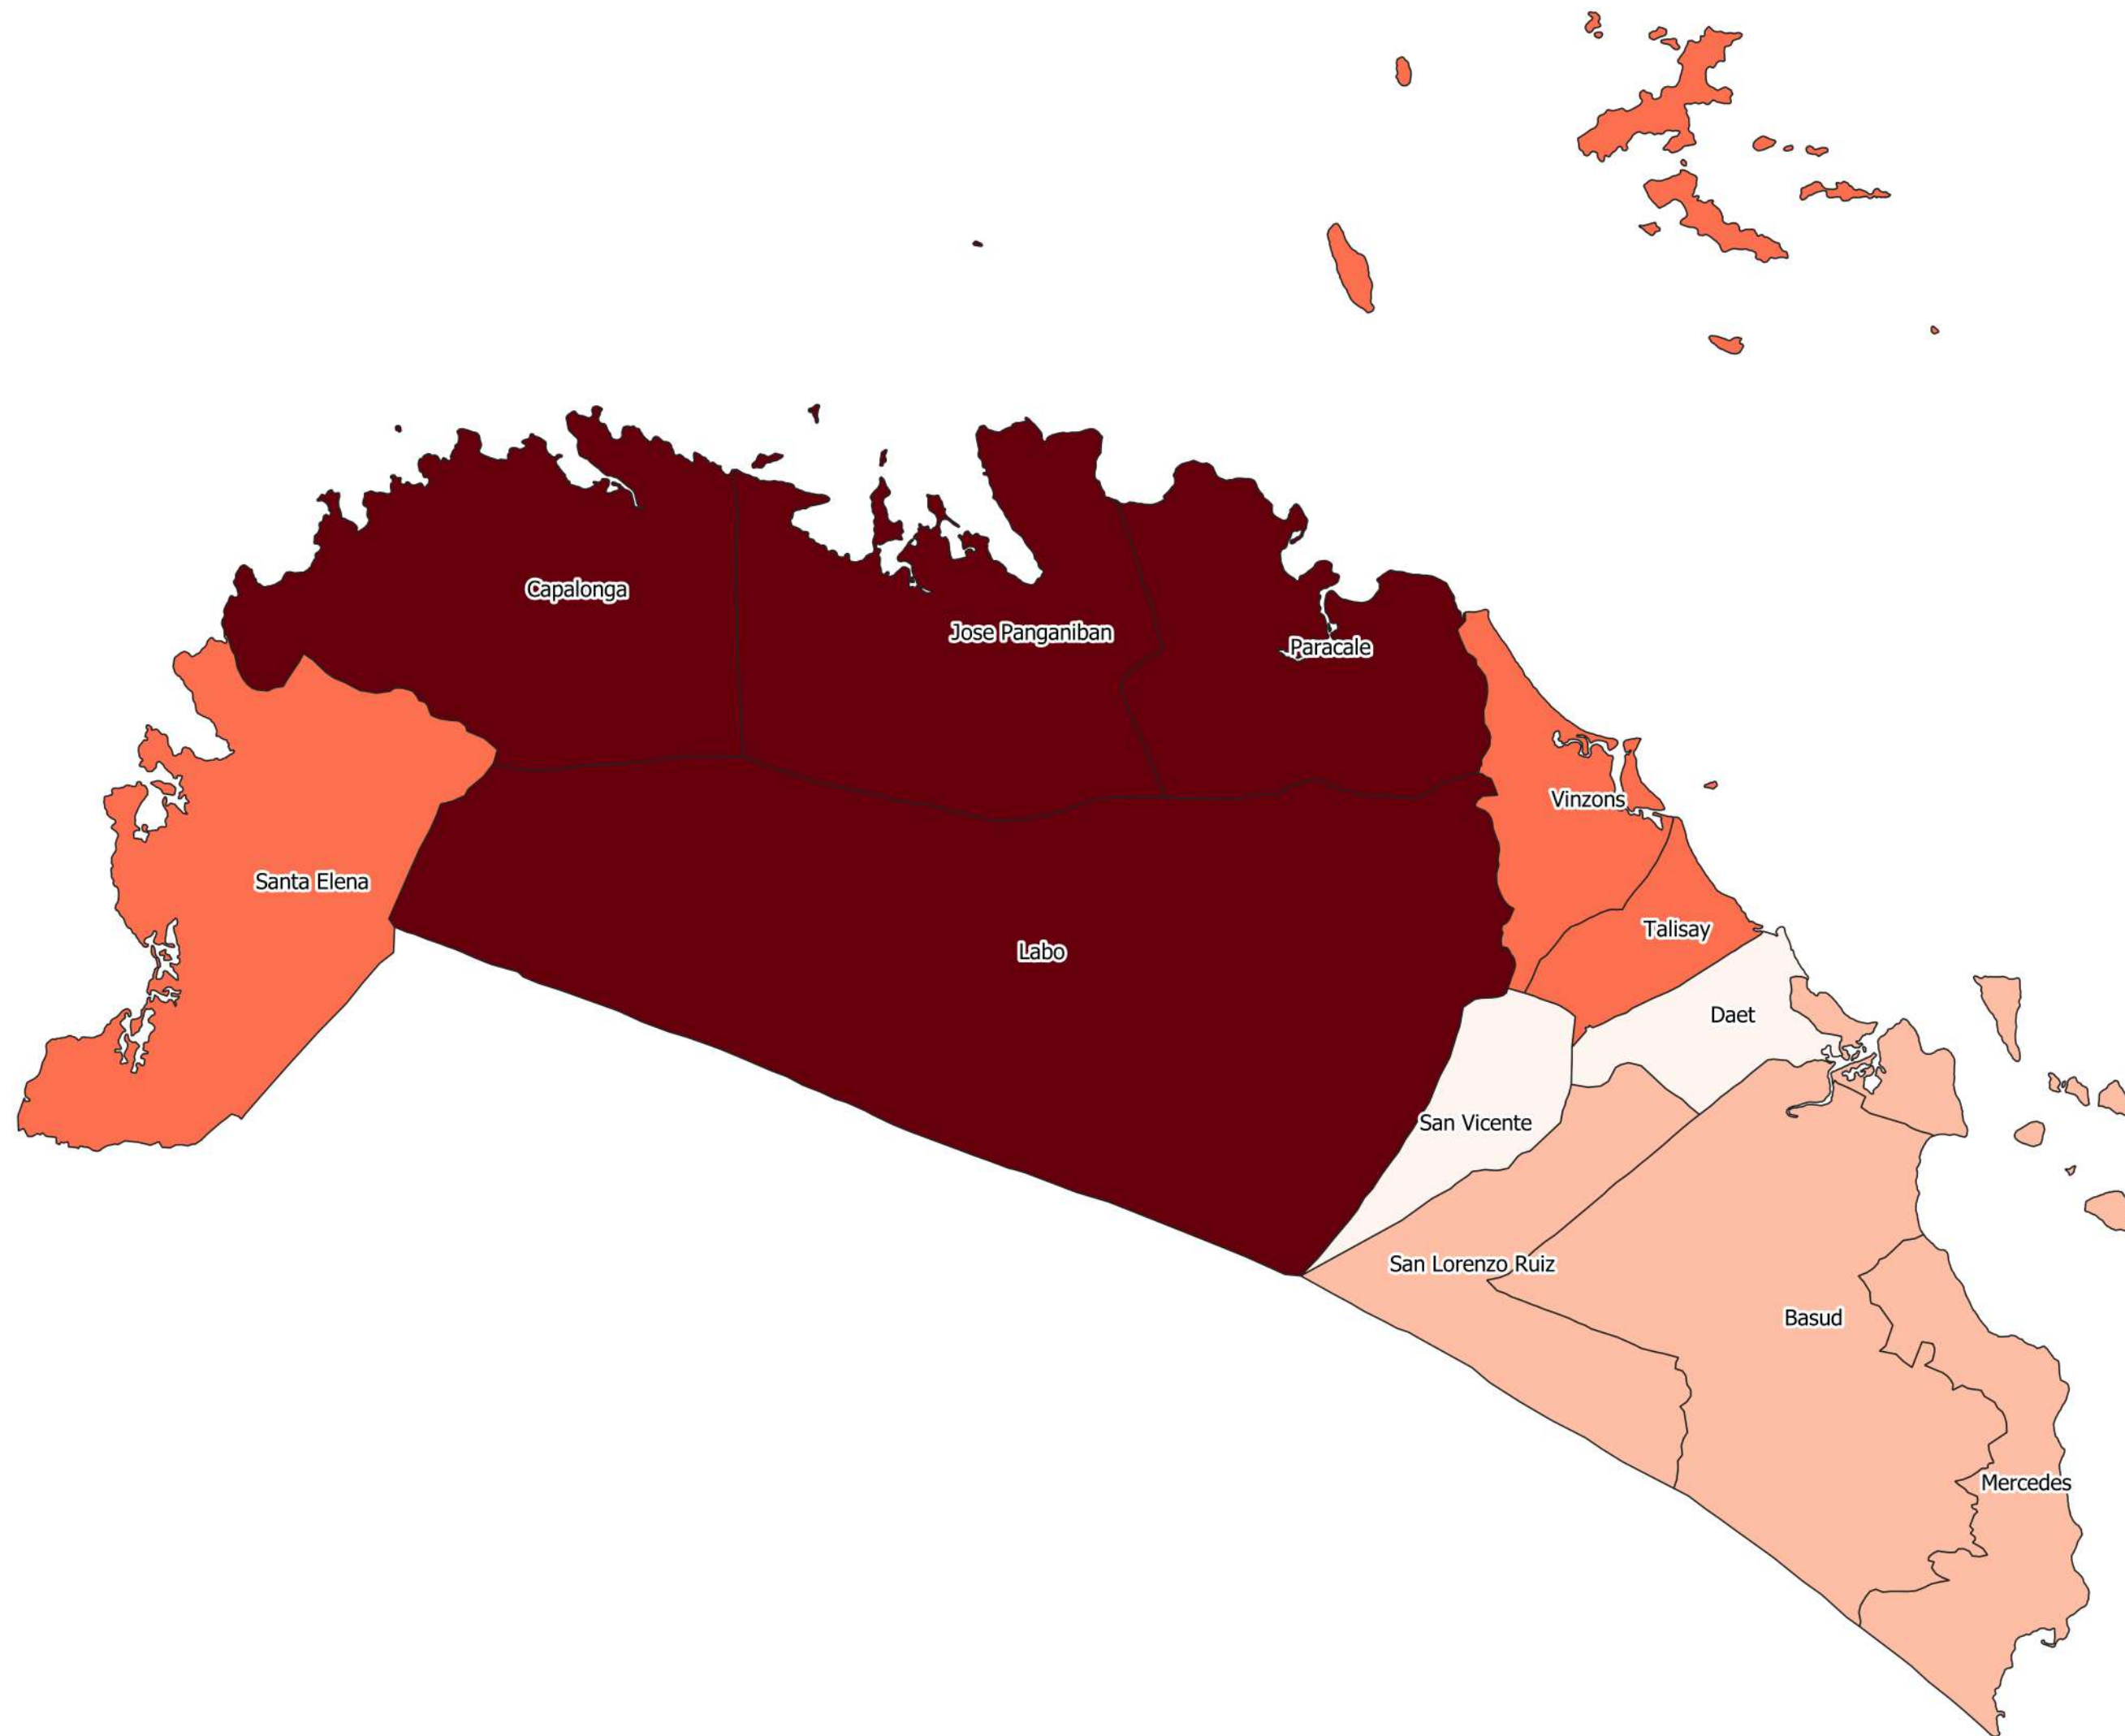 Capalonga
Jose Panganiban
Paracale
Vinzons
Santa Elena
Talisay
Labo
Daet
San Vicente
San Lorenzo Ruiz
Basud
Mercedes